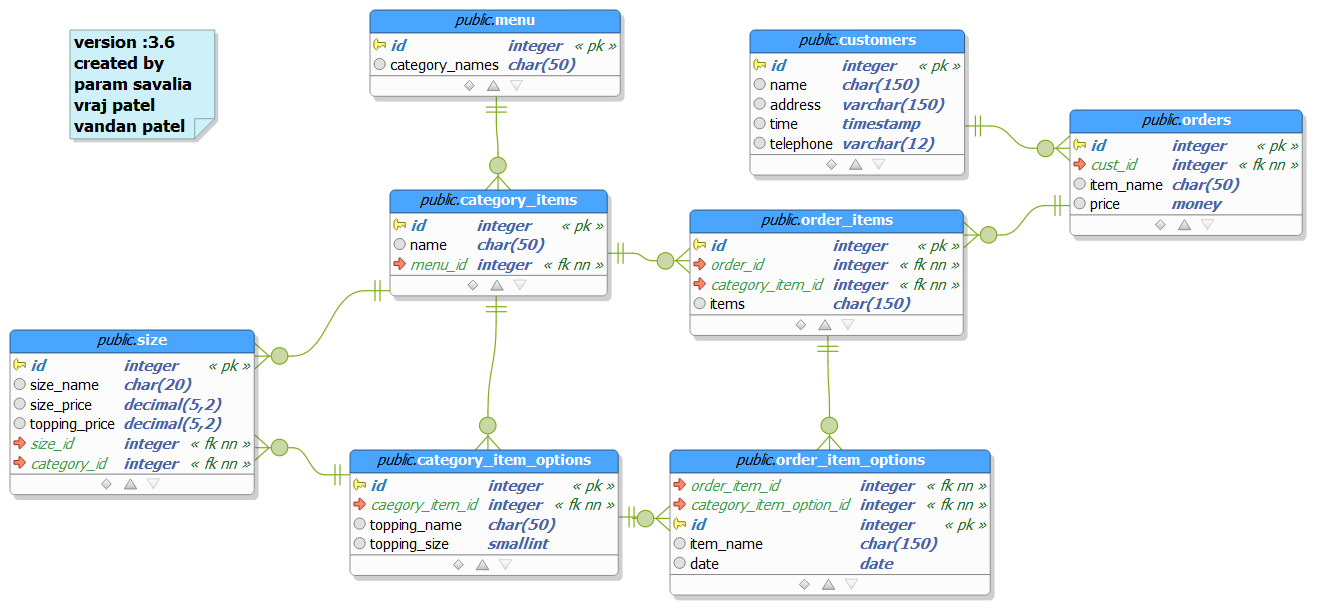 version :3.6
created by
param savalia
vraj patel
vandan patel
public.menu
id integer « pk »
category_names char(50)
public.customers
id integer « pk »
name char(150)
address varchar(150)
time timestamp
telephone varchar(12)
public.orders
id integer « pk »
cust_id integer « fk nn »
item_name char(50)
price money
public.category_items
id integer « pk »
name char(50)
menu_id integer « fk nn »
public.order_items
id integer « pk »
order_id integer « fk nn »
category_item_id integer « fk nn »
items char(150)
public.size
id integer « pk »
size_name char(20)
size_price decimal(5,2)
topping_price decimal(5,2)
size_id integer « fk nn »
category_id integer « fk nn »
public.category_item_options
id integer « pk »
caegory_item_id integer « fk nn »
topping_name char(50)
topping_size smallint
public.order_item_options
order_item_id integer « fk nn »
category_item_option_id integer « fk nn »
id integer « pk »
item_name char(150)
date date